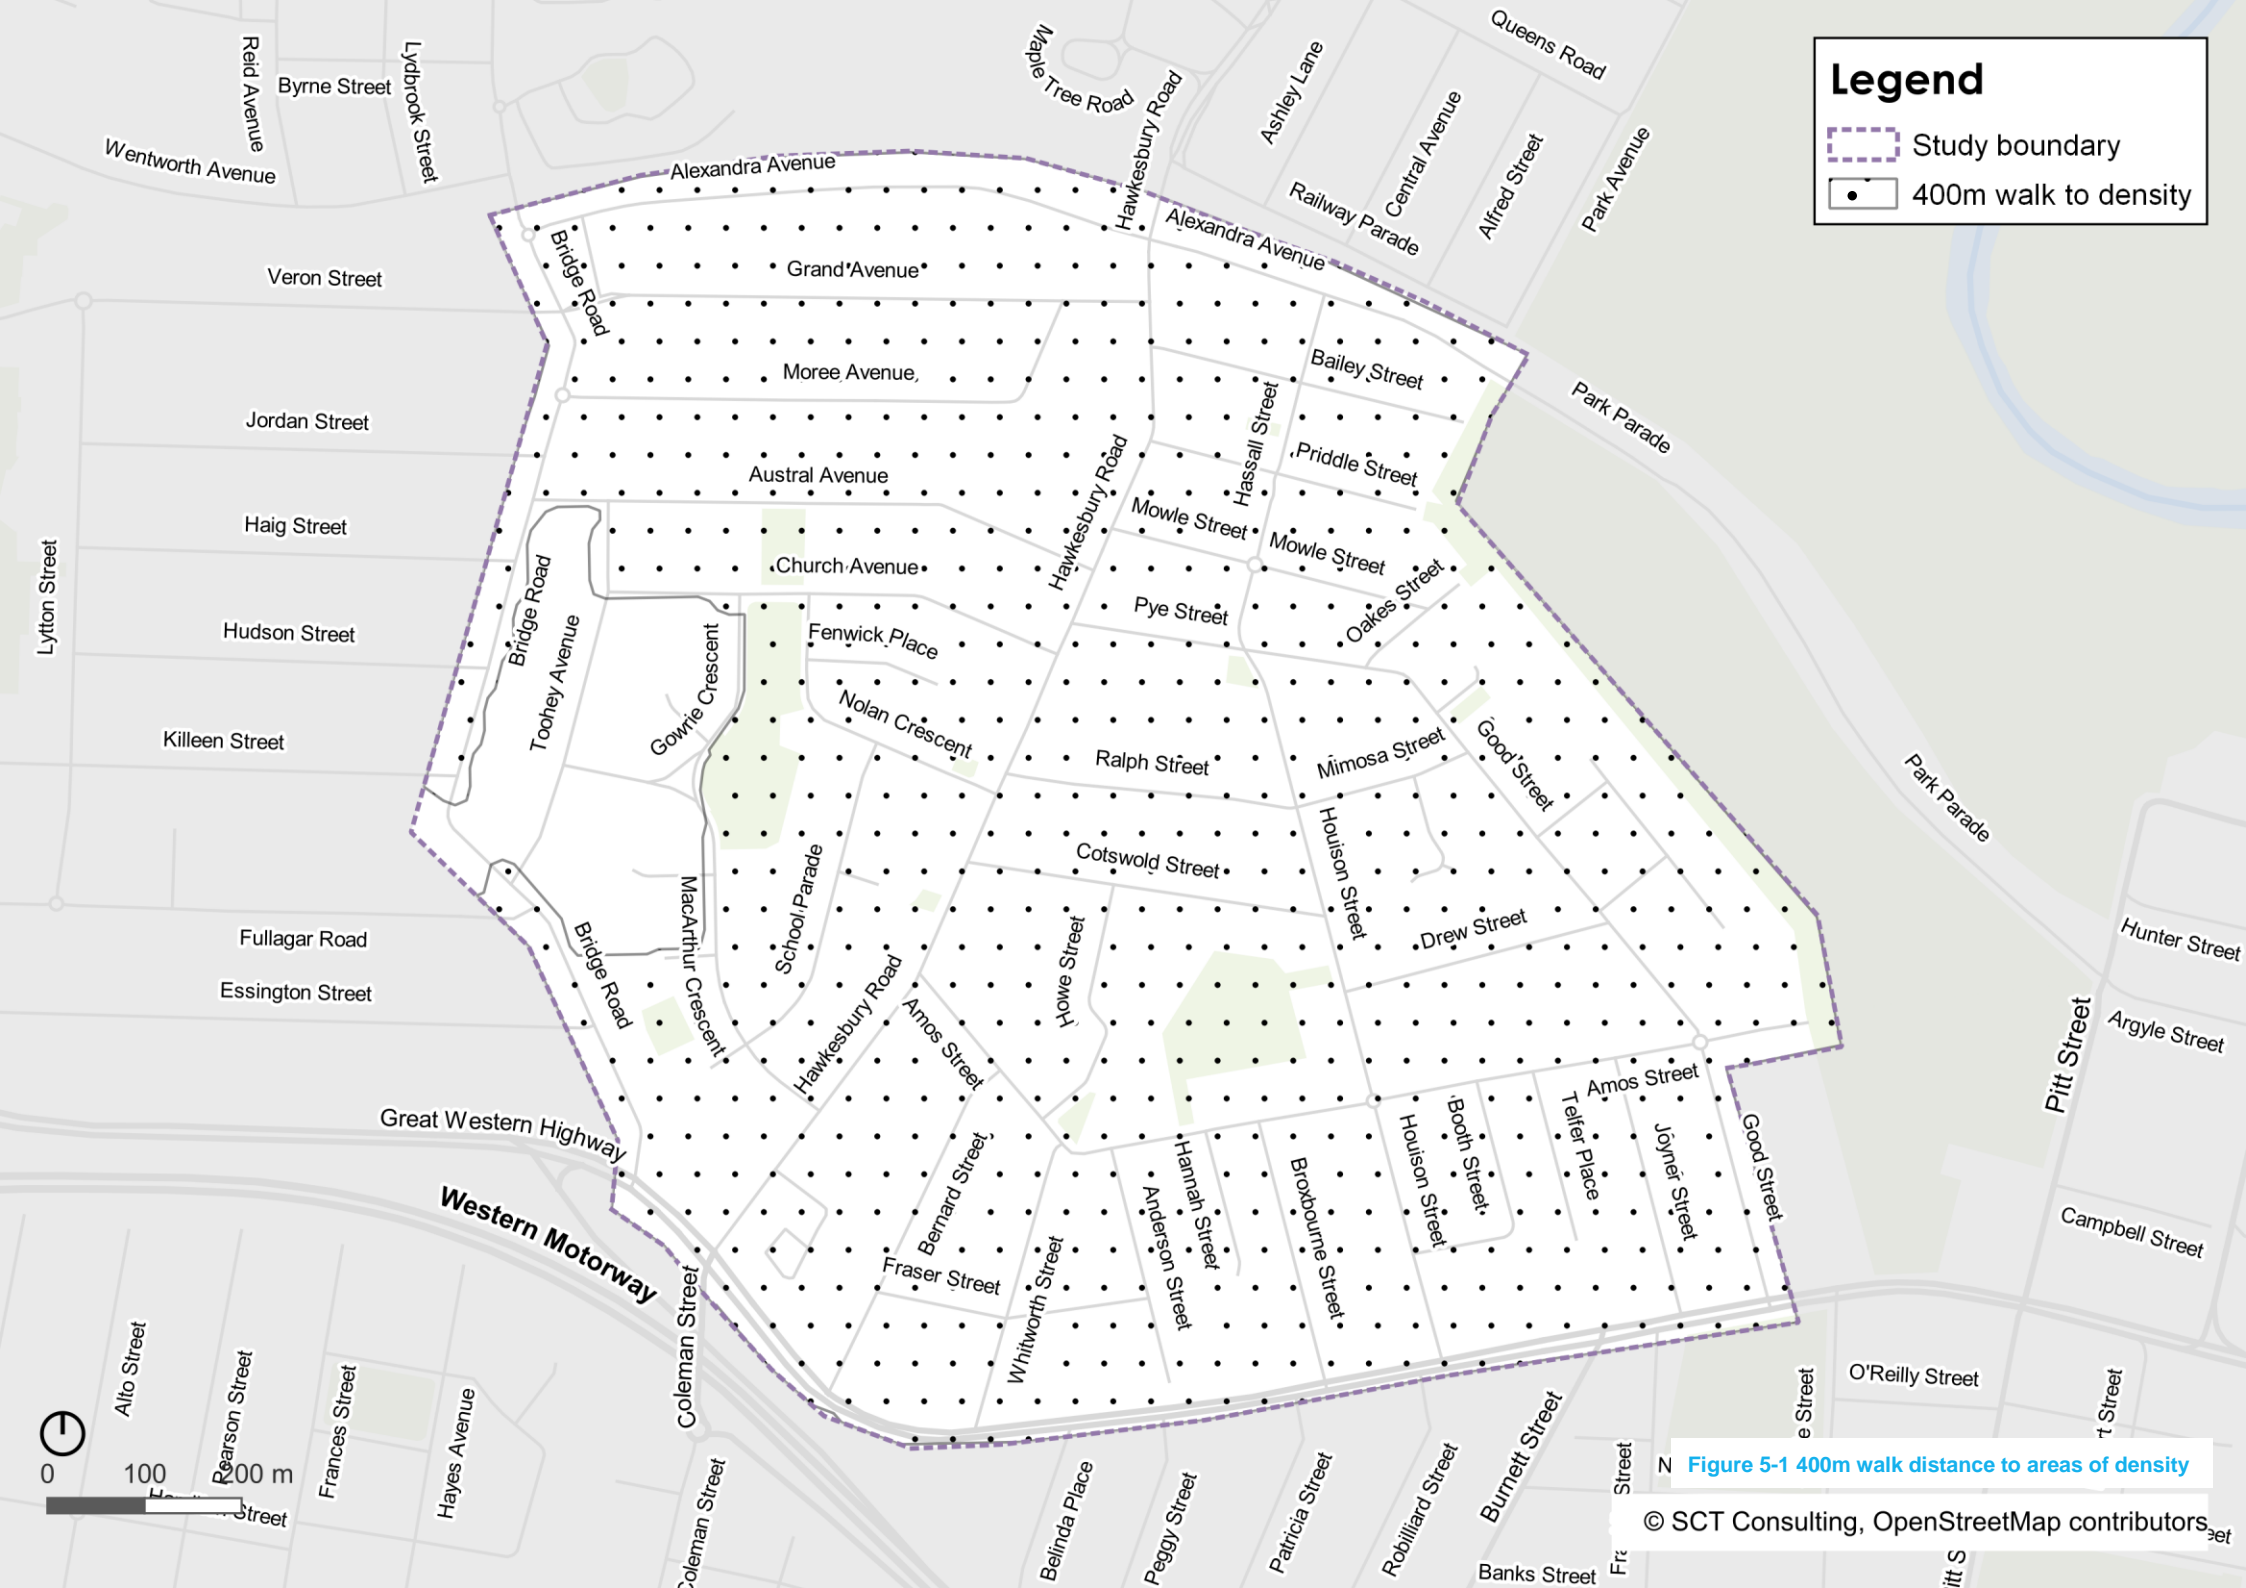 Queens Road
Maple Tree Road
Reid Avenue
Byrne Street
Lydbrook Street
Hawkesbury Road
Ashley Lane
Central Avenue
Alfred Street
Park Avenue
Legend
Study boundary
400m walk to density
Wentworth Avenue
Alexandra Avenue
Railway Parade
Alexandra Avenue
Veron Street
Bridge Road
Grand Avenue
Moree Avenue
Bailey Street
Park Parade
Jordan Street
Hassall Street
Priddle Street
Austral Avenue
Hawkesbury Road
Haig Street
Mowle Street
Mowle Street
Lytton Street
Bridge Road
Church Avenue
Oakes Street
Hudson Street
Toohey Avenue
Gowrie Crescent
Fenwick Place
Pye Street
Killeen Street
Nolan Crescent
Ralph Street
Mimosa Street
Good Street
Park Parade
School Parade
Cotswold Street
Houison Street
MacArthur Crescent
Fullagar Road
Bridge Road
Howe Street
Drew Street
Hunter Street
Essington Street
Hawkesbury Road
Amos Street
Pitt Street
Argyle Street
Great Western Highway
Amos Street
Western Motorway
Bernard Street
Hannah Street
Anderson Street
Broxbourne Street
Houison Street
Booth Street
Telfer Place
Joyner Street
Good Street
Campbell Street
Fraser Street
Whitworth Street
Coleman Street
Alto Street
Pearson Street
Frances Street
Hayes Avenue
O'Reilly Street
e Street
rt Street
0 100 200 m
Street
Coleman Street
Belinda Place
Peggy Street
Patricia Street
Robilliard Street
Burnett Street
Street
N
Figure 5-1 400m walk distance to areas of density
© SCT Consulting, OpenStreetMap contributors
eet
Banks Street
Fra
itt S